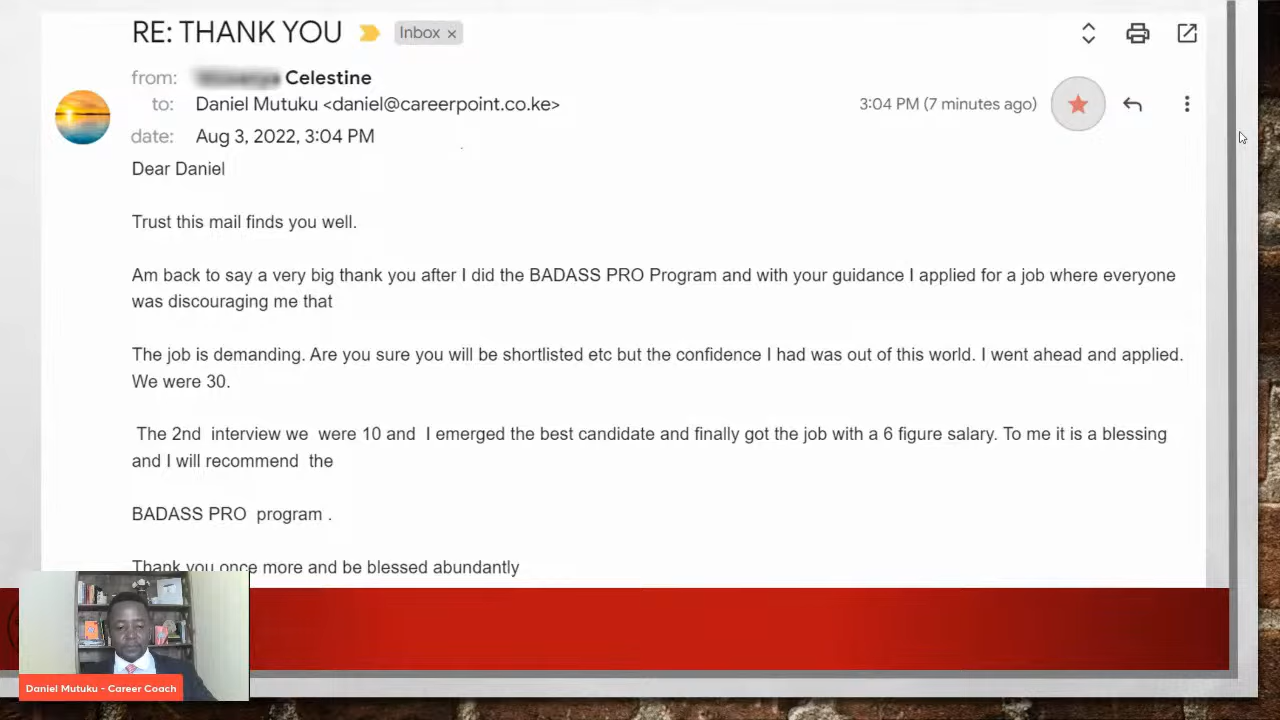 RE: THANK YOU
Inbox ×
from: Celestine
to: Daniel Mutuku <daniel@careerpoint.co.ke>
3:04 PM (7 minutes ago)
date: Aug 3, 2022, 3:04 PM
Dear Daniel
Trust this mail finds you well.
Am back to say a very big thank you after I did the BADASS PRO Program and with your guidance I applied for a job where everyone
was discouraging me that
The job is demanding. Are you sure you will be shortlisted etc but the confidence I had was out of this world. I went ahead and applied.
We were 30.
The 2nd interview we were 10 and I emerged the best candidate and finally got the job with a 6 figure salary. To me it is a blessing
and I will recommend the
BADASS PRO program .
Thank you once more and be blessed abundantly
Daniel Mutuku - Career Coach